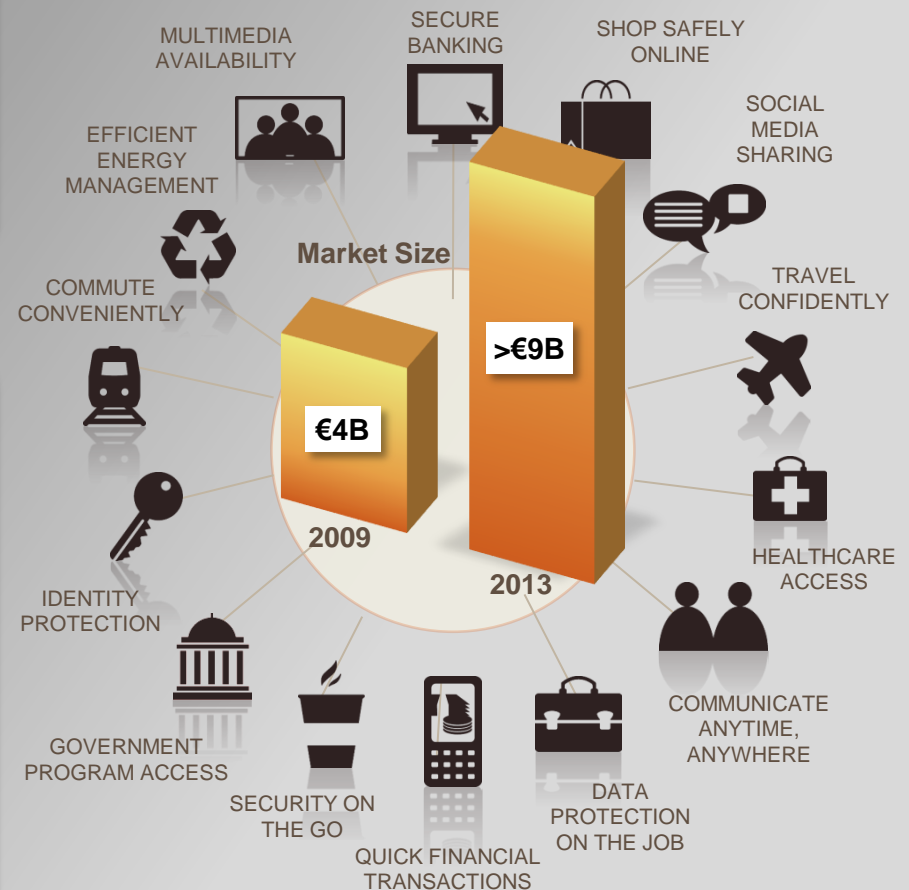 SECURE
BANKING
SHOP SAFELY
ONLINE
MULTIMEDIA
AVAILABILITY
SOCIAL
MEDIA
SHARING
EFFICIENT
ENERGY
MANAGEMENT
Market Size
TRAVEL
CONFIDENTLY
COMMUTE
CONVENIENTLY
>€9B
€4B
2009
2013
HEALTHCARE
ACCESS
IDENTITY
PROTECTION
COMMUNICATE
ANYTIME,
ANYWHERE
GOVERNMENT
PROGRAM ACCESS
SECURITY ON
THE GO
DATA
PROTECTION
ON THE JOB
QUICK FINANCIAL
TRANSACTIONS